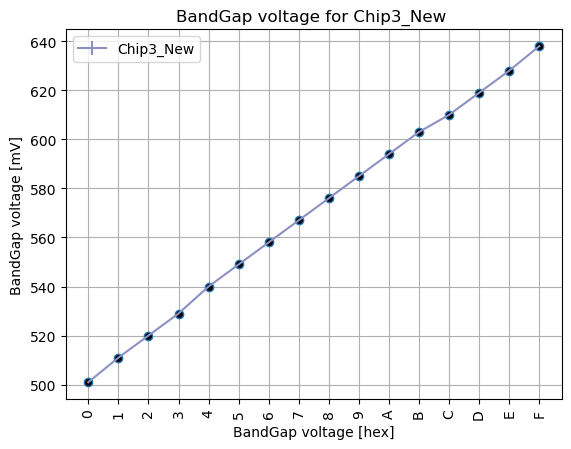 BandGap voltage for Chip3_New
Chip3_New
BandGap voltage [mV]
640
620
600
580
560
540
520
500
0 1 2 3 4 5 6 7 8 9 A B C D E F
BandGap voltage [hex]